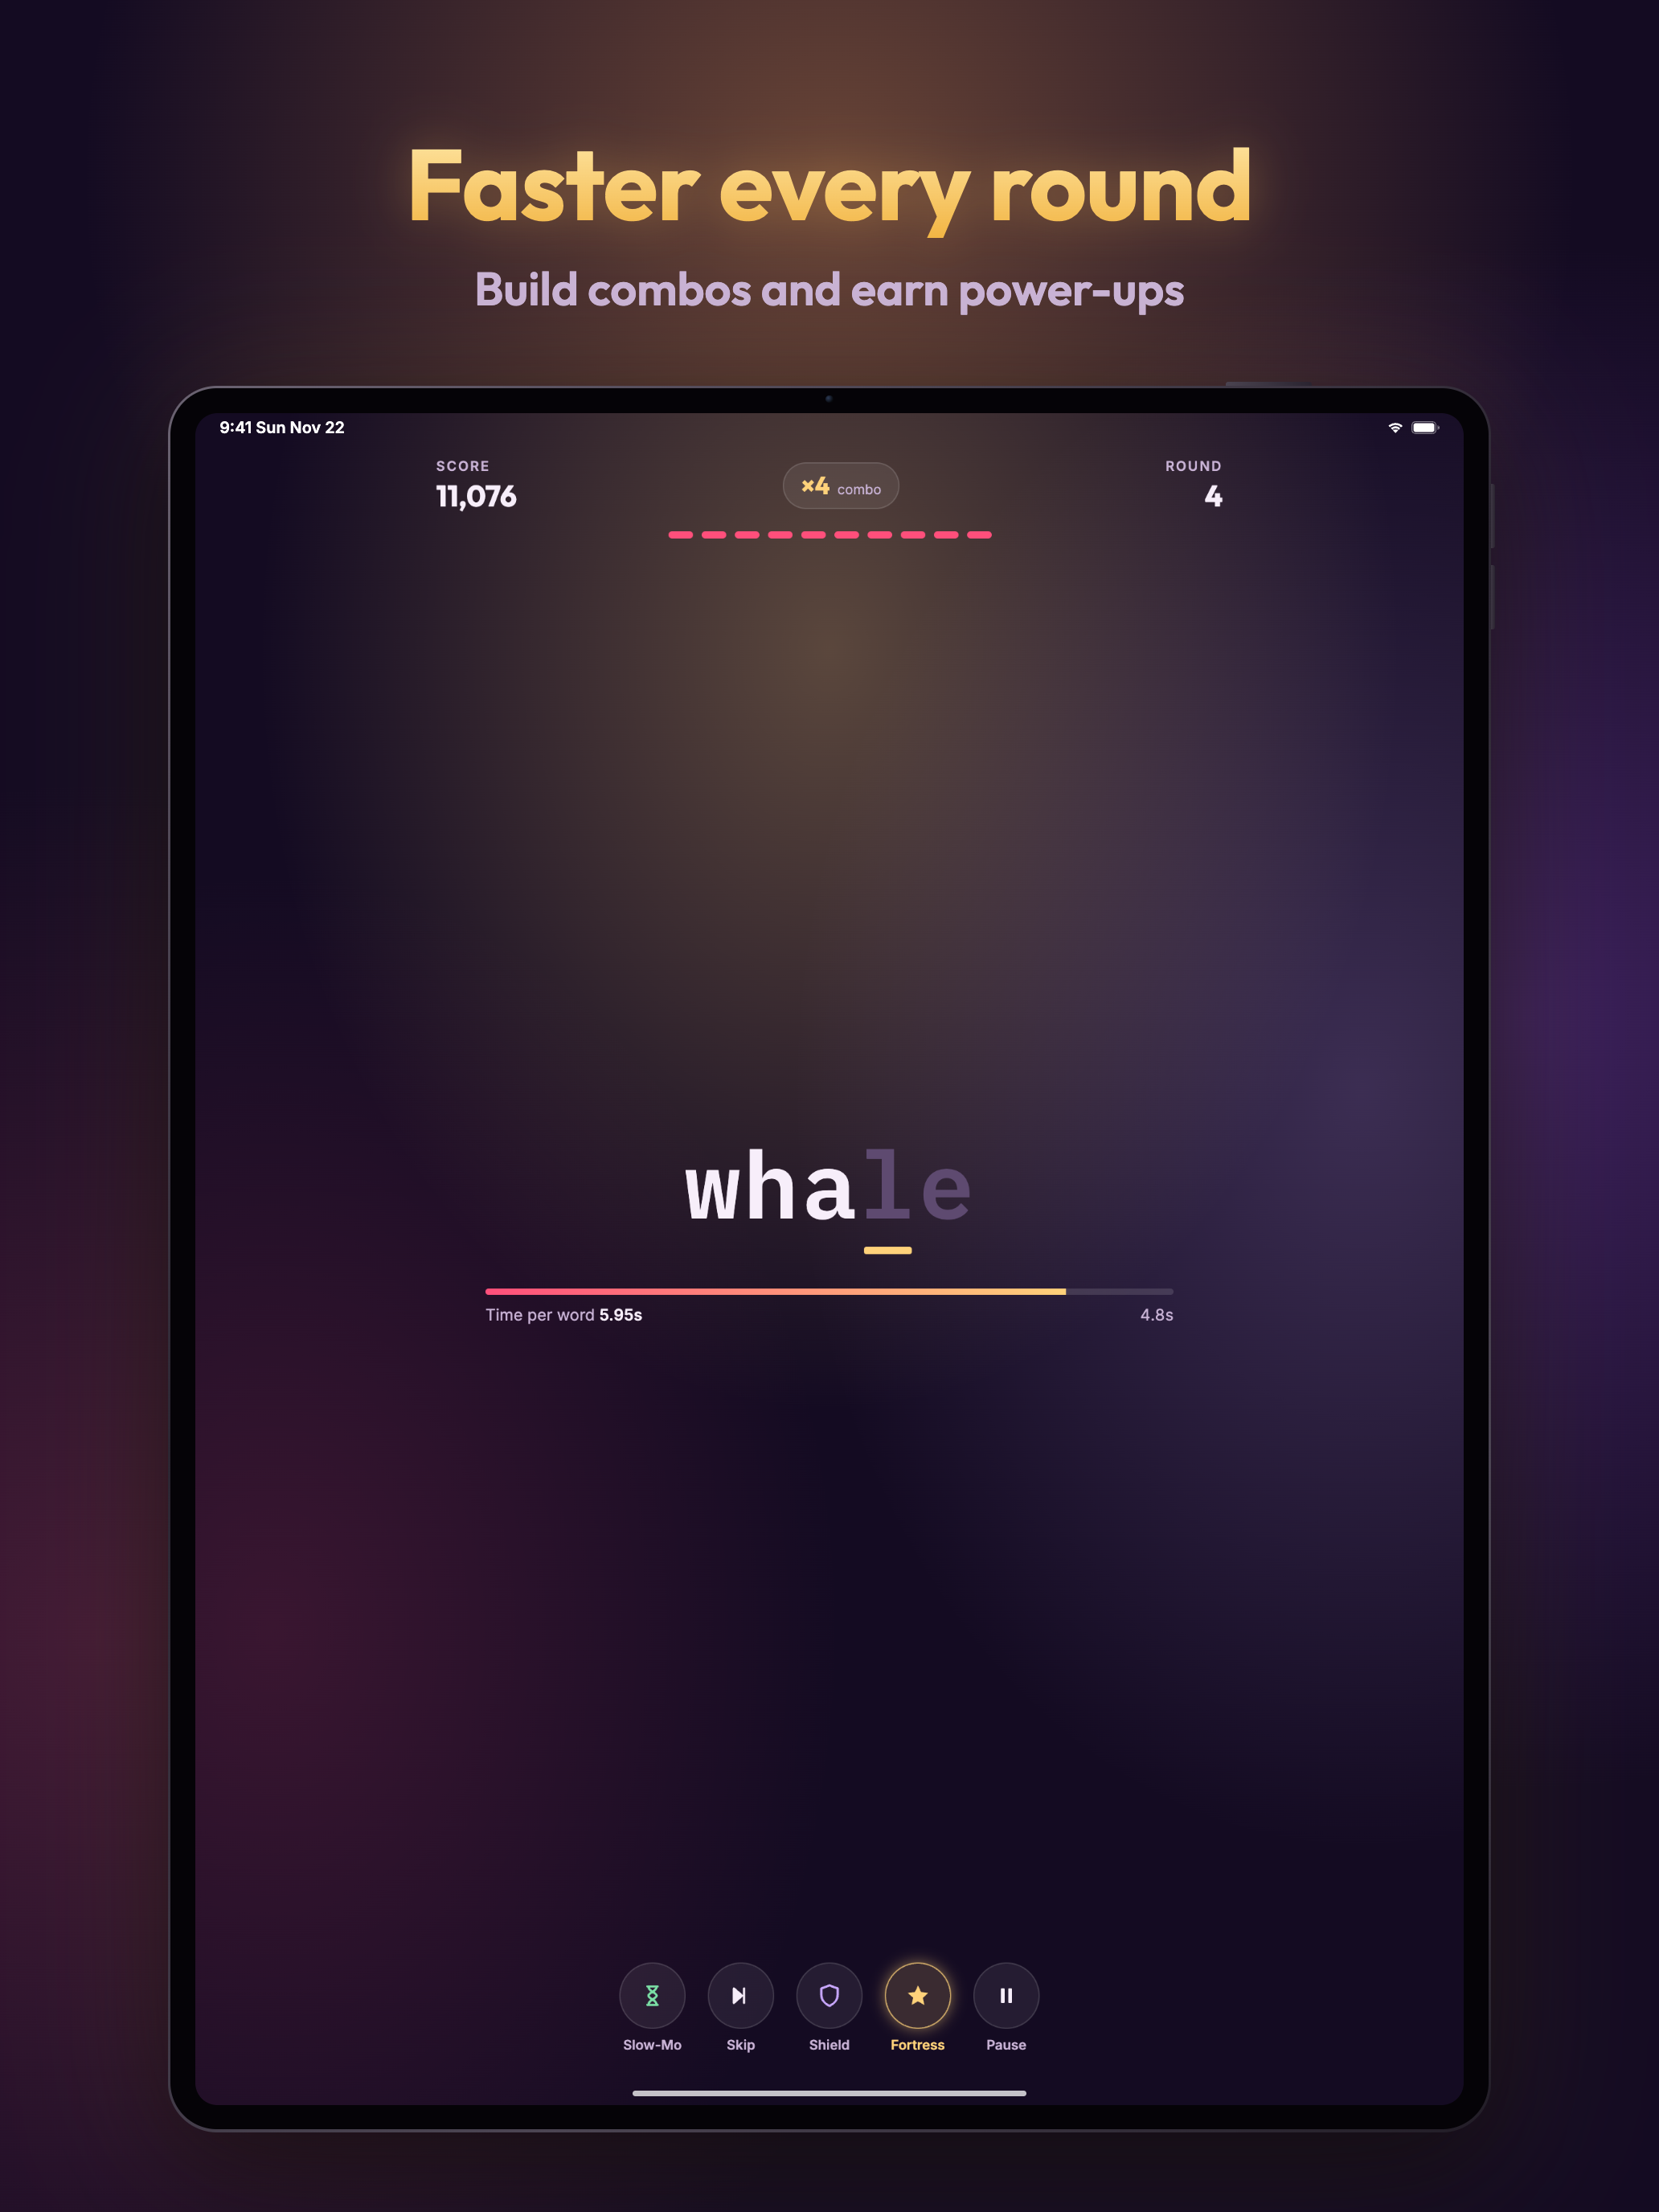 Faster every round
Build combos and earn power-ups
9:41 Sun Nov 22
SCORE
11,076
×4 combo
ROUND
4
whale
Time per word 5.95s
4.8s
Slow-Mo
Skip
Shield
Fortress
Pause